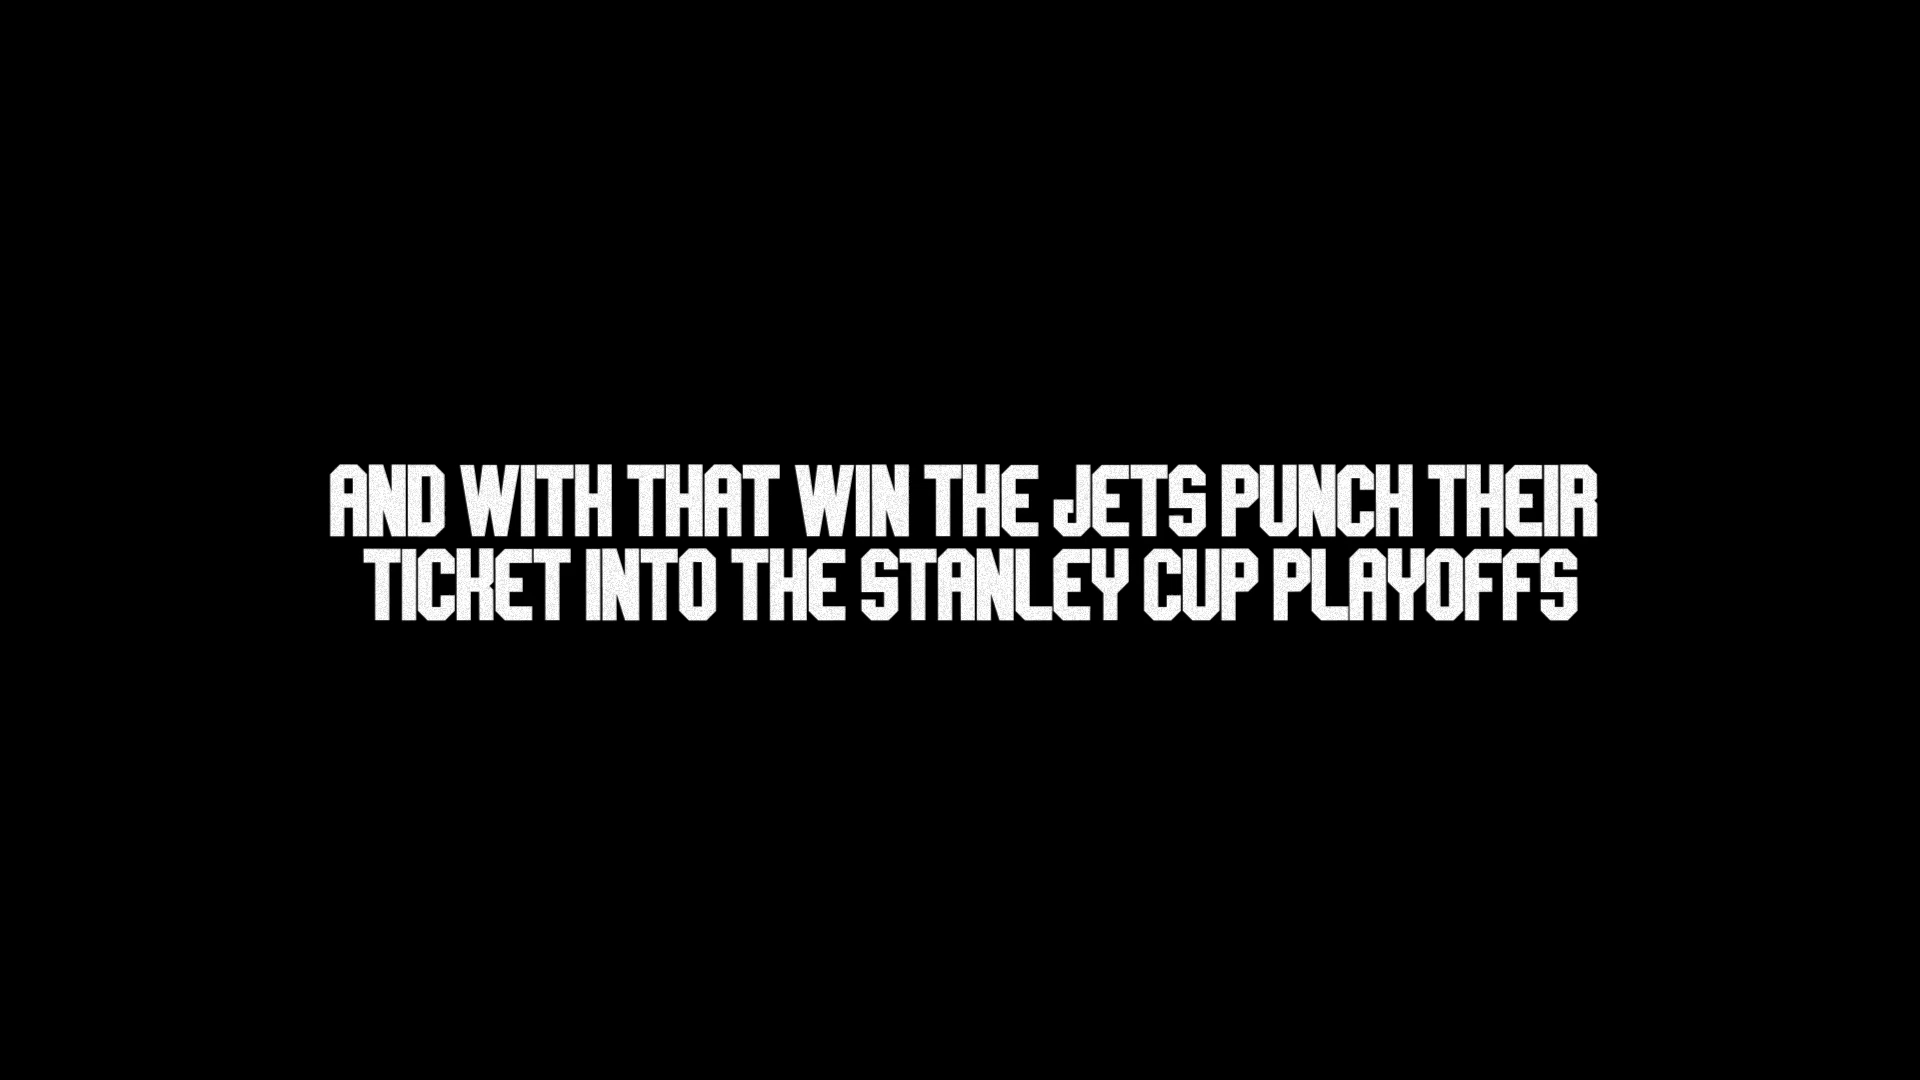 AND WITH THAT WIN THE JETS PUNCH THEIR
TICKET INTO THE STANLEY CUP PLAYOFFS